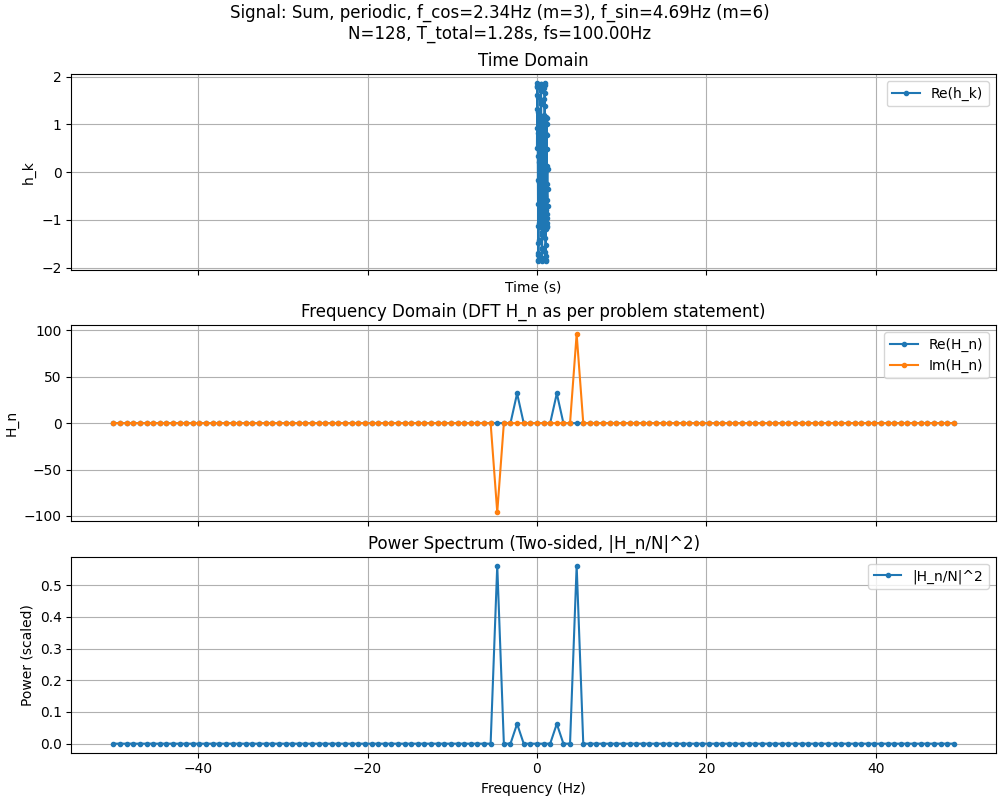 Signal: Sum, periodic, f_cos=2.34Hz (m=3), f_sin=4.69Hz (m=6)
N=128, T_total=1.28s, fs=100.00Hz
Time Domain
2
1
0
−1
−2
h_k
Re(h_k)
Time (s)
Frequency Domain (DFT H_n as per problem statement)
100
50
0
−50
−100
H_n
Re(H_n)
Im(H_n)
Power Spectrum (Two-sided, |H_n/N|^2)
0.5
0.4
0.3
0.2
0.1
0.0
Power (scaled)
|H_n/N|^2
−40
−20
0
20
40
Frequency (Hz)